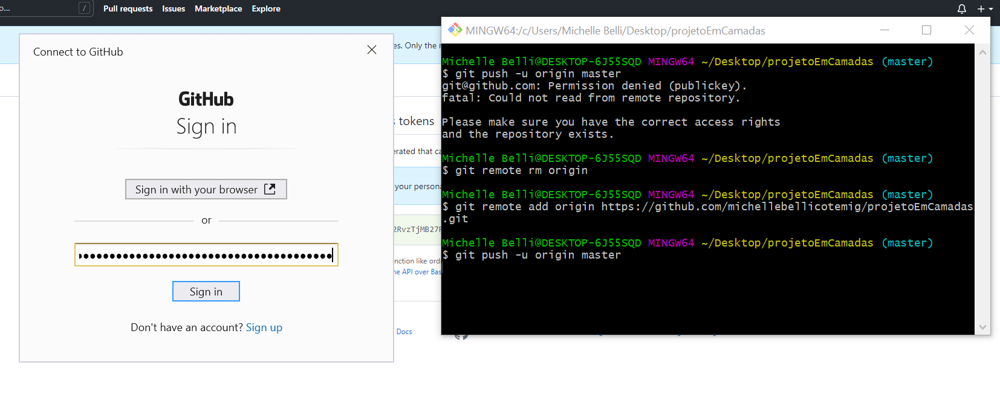 o...
/
Pull requests
Issues
Marketplace
Explore
es. Only the
tokens
erated that ca
your persona
2RvzTjMB27F
nction like ord
he API over Bas
Docs
Connect to GitHub
GitHub
Sign in
Sign in with your browser
or
Sign in
Don't have an account? Sign up
MINGW64:/c/Users/Michelle Belli/Desktop/projetoEmCamadas
Michelle Belli@DESKTOP-6J55SQD MINGW64 ~/Desktop/projetoEmCamadas (master)
$ git push -u origin master
git@github.com: Permission denied (publickey).
fatal: Could not read from remote repository.
Please make sure you have the correct access rights
and the repository exists.
Michelle Belli@DESKTOP-6J55SQD MINGW64 ~/Desktop/projetoEmCamadas (master)
$ git remote rm origin
Michelle Belli@DESKTOP-6J55SQD MINGW64 ~/Desktop/projetoEmCamadas (master)
$ git remote add origin https://github.com/michellebellicotemig/projetoEmCamadas
.git
Michelle Belli@DESKTOP-6J55SQD MINGW64 ~/Desktop/projetoEmCamadas (master)
$ git push -u origin master